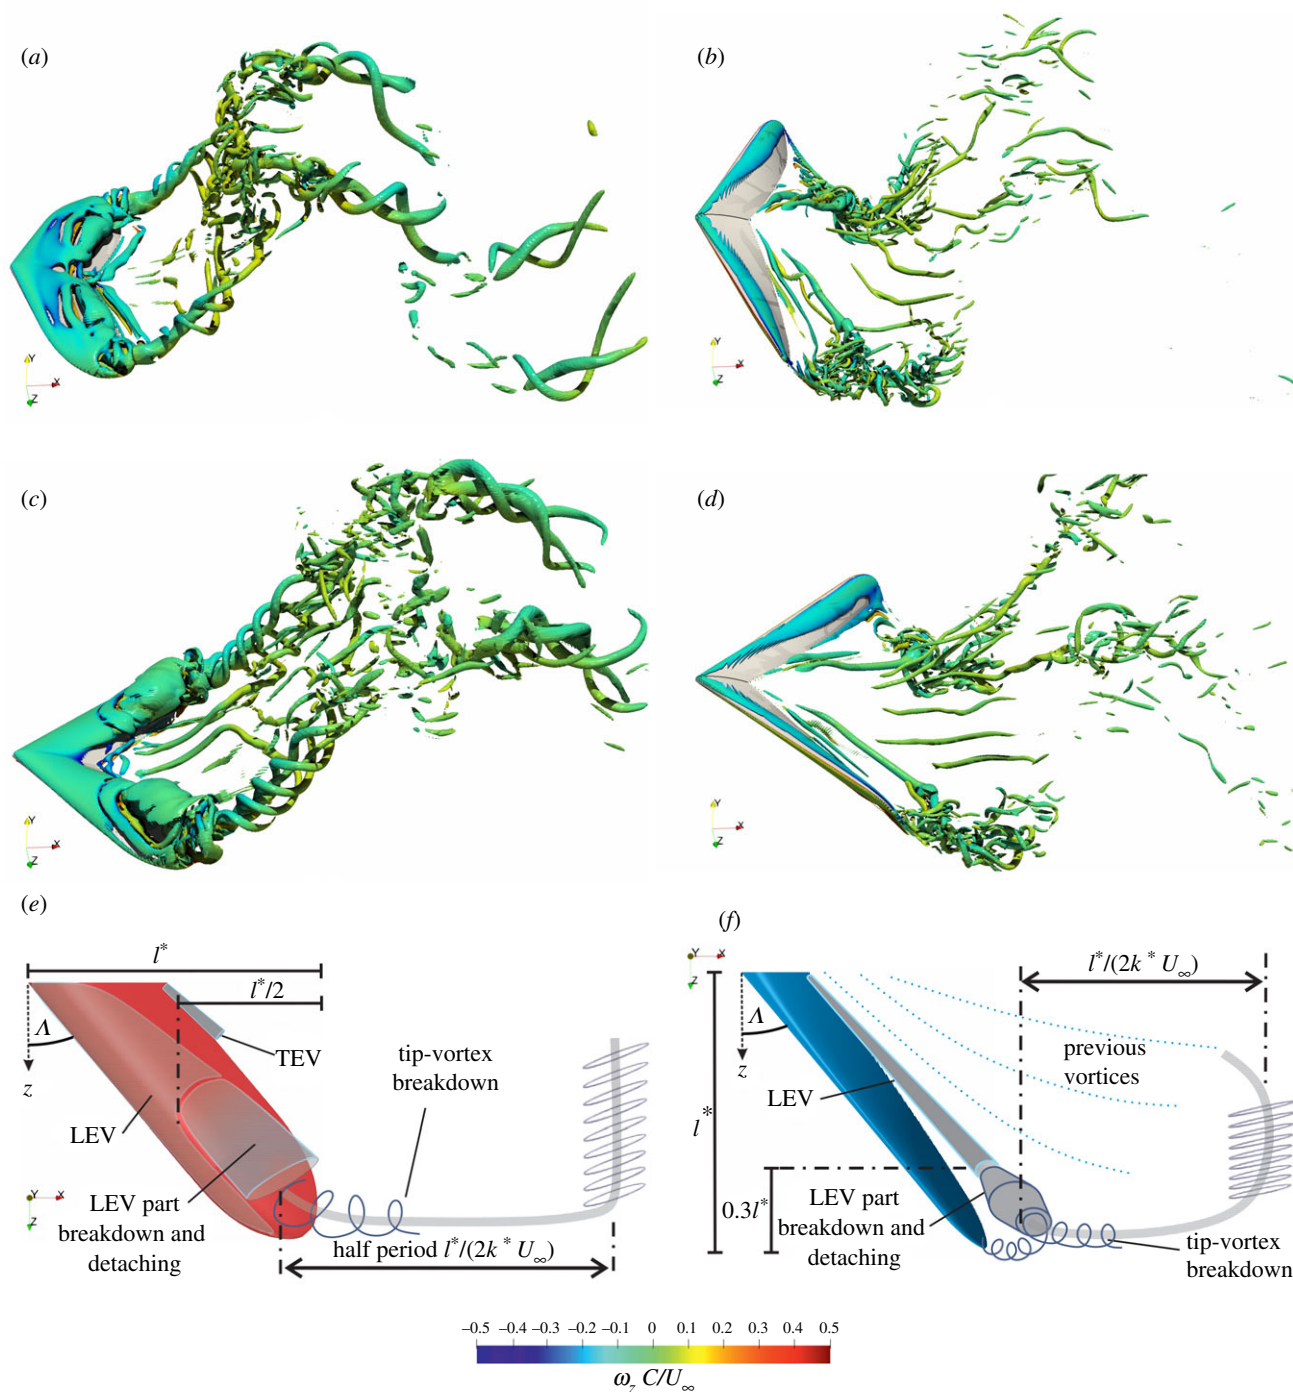 (a)
(b)
Y
X
Z
Y
X
Z
(c)
(d)
Y
X
Z
Y
X
Z
(e)
(f)
l*
l*/2
Λ
z
TEV
LEV
tip-vortex
breakdown
LEV part
breakdown and
detaching
half period l*/(2k* U∞)
Y
X
Z
Y
X
Z
l*/(2k* U∞)
Λ
z
LEV
previous
vortices
l*
0.3l*
LEV part
breakdown and
detaching
tip-vortex
breakdown
–0.5 –0.4 –0.3 –0.2 –0.1 0 0.1 0.2 0.3 0.4 0.5
ω_z C/U∞